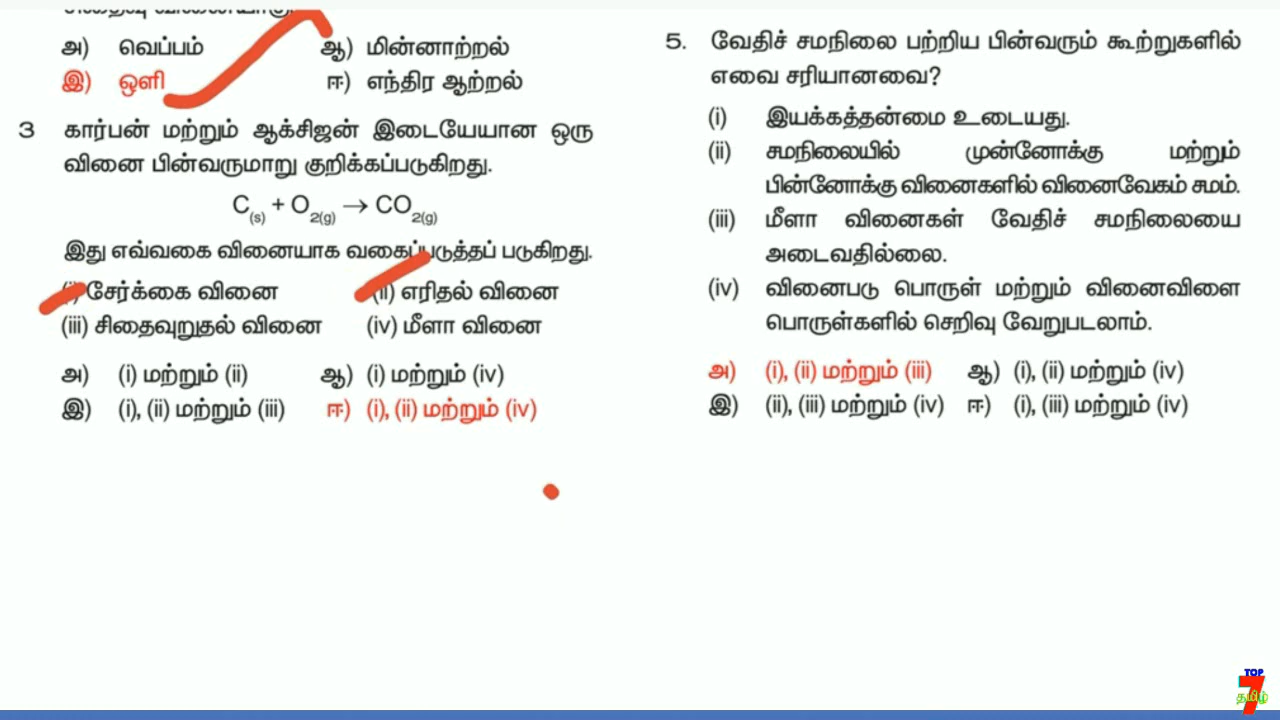 அ) வெப்பம் ஆ) மின்னாற்றல்
இ) ஒளி ஈ) எந்திர ஆற்றல்
3 கார்பன் மற்றும் ஆக்சிஜன் இடையேயான ஒரு
வினை பின்வருமாறு குறிக்கப்படுகிறது.
C(s) + O2(g) → CO2(g)
இது எவ்வகை வினையாக வகைப்படுத்தப் படுகிறது.
(i) சேர்க்கை வினை (ii) எரிதல் வினை
(iii) சிதைவுறுதல் வினை (iv) மீளா வினை
அ) (i) மற்றும் (ii) ஆ) (i) மற்றும் (iv)
இ) (i), (ii) மற்றும் (iii) ஈ) (i), (ii) மற்றும் (iv)
5. வேதிச் சமநிலை பற்றிய பின்வரும் கூற்றுகளில்
எவை சரியானவை?
(i) இயக்கத்தன்மை உடையது.
(ii) சமநிலையில் முன்னோக்கு மற்றும்
பின்னோக்கு வினைகளில் வினைவேகம் சமம்.
(iii) மீளா வினைகள் வேதிச் சமநிலையை
அடைவதில்லை.
(iv) வினைபடு பொருள் மற்றும் வினைவிளை
பொருள்களில் செறிவு வேறுபடலாம்.
அ) (i), (ii) மற்றும் (iii) ஆ) (i), (ii) மற்றும் (iv)
இ) (ii), (iii) மற்றும் (iv) ஈ) (i), (iii) மற்றும் (iv)
TOP
7
தமிழ்